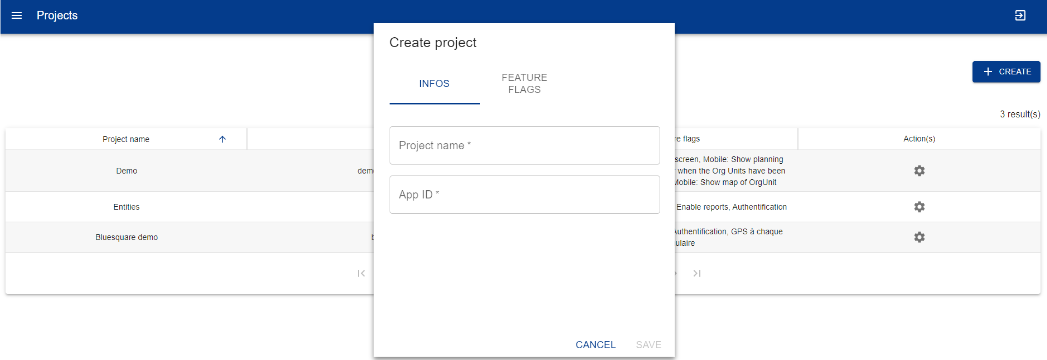 Projects
Create project
INFOS
FEATURE
FLAGS
CREATE
3 result(s)
Project name
flags
Action(s)
Project name *
App ID *
Demo
screen, Mobile: Show planning
when the Org Units have been
Mobile: Show map of OrgUnit
Entities
Enable reports, Authentification
Bluesquare demo
Authentification, GPS à chaque
CANCEL
SAVE